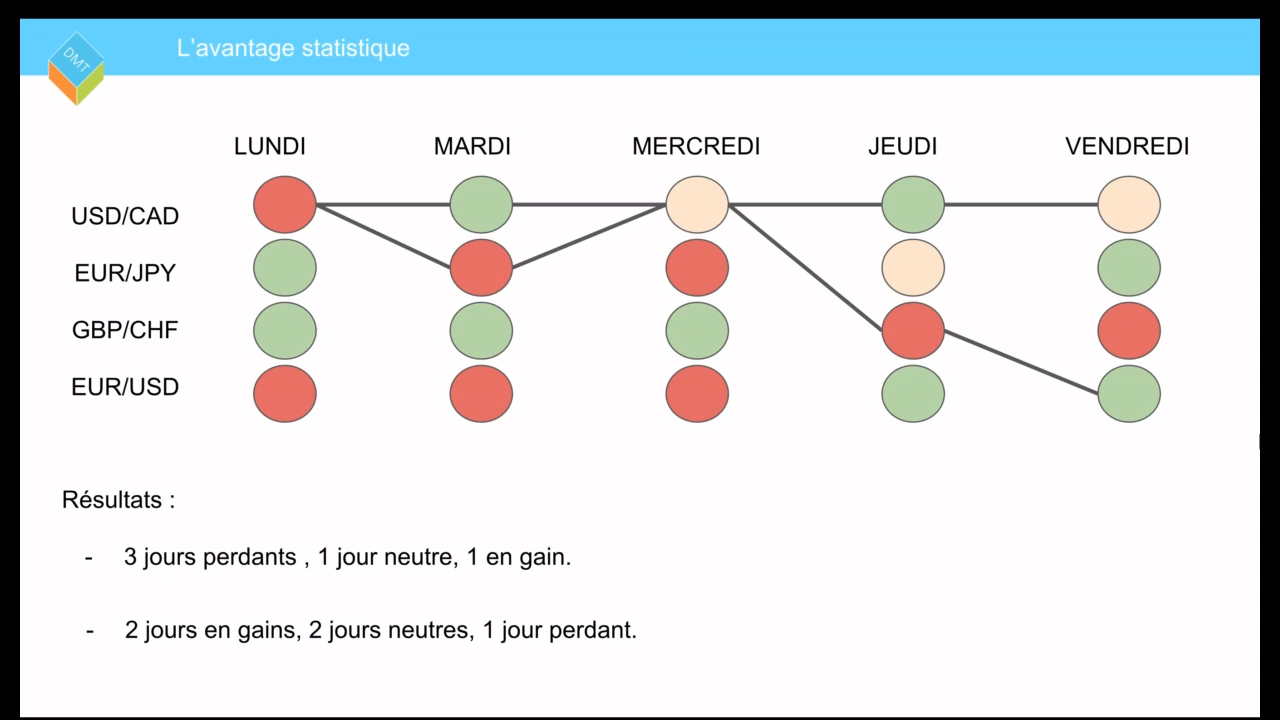 DMT
L'avantage statistique
LUNDI MARDI MERCREDI JEUDI VENDREDI
USD/CAD
EUR/JPY
GBP/CHF
EUR/USD
Résultats :
- 3 jours perdants , 1 jour neutre, 1 en gain.
- 2 jours en gains, 2 jours neutres, 1 jour perdant.